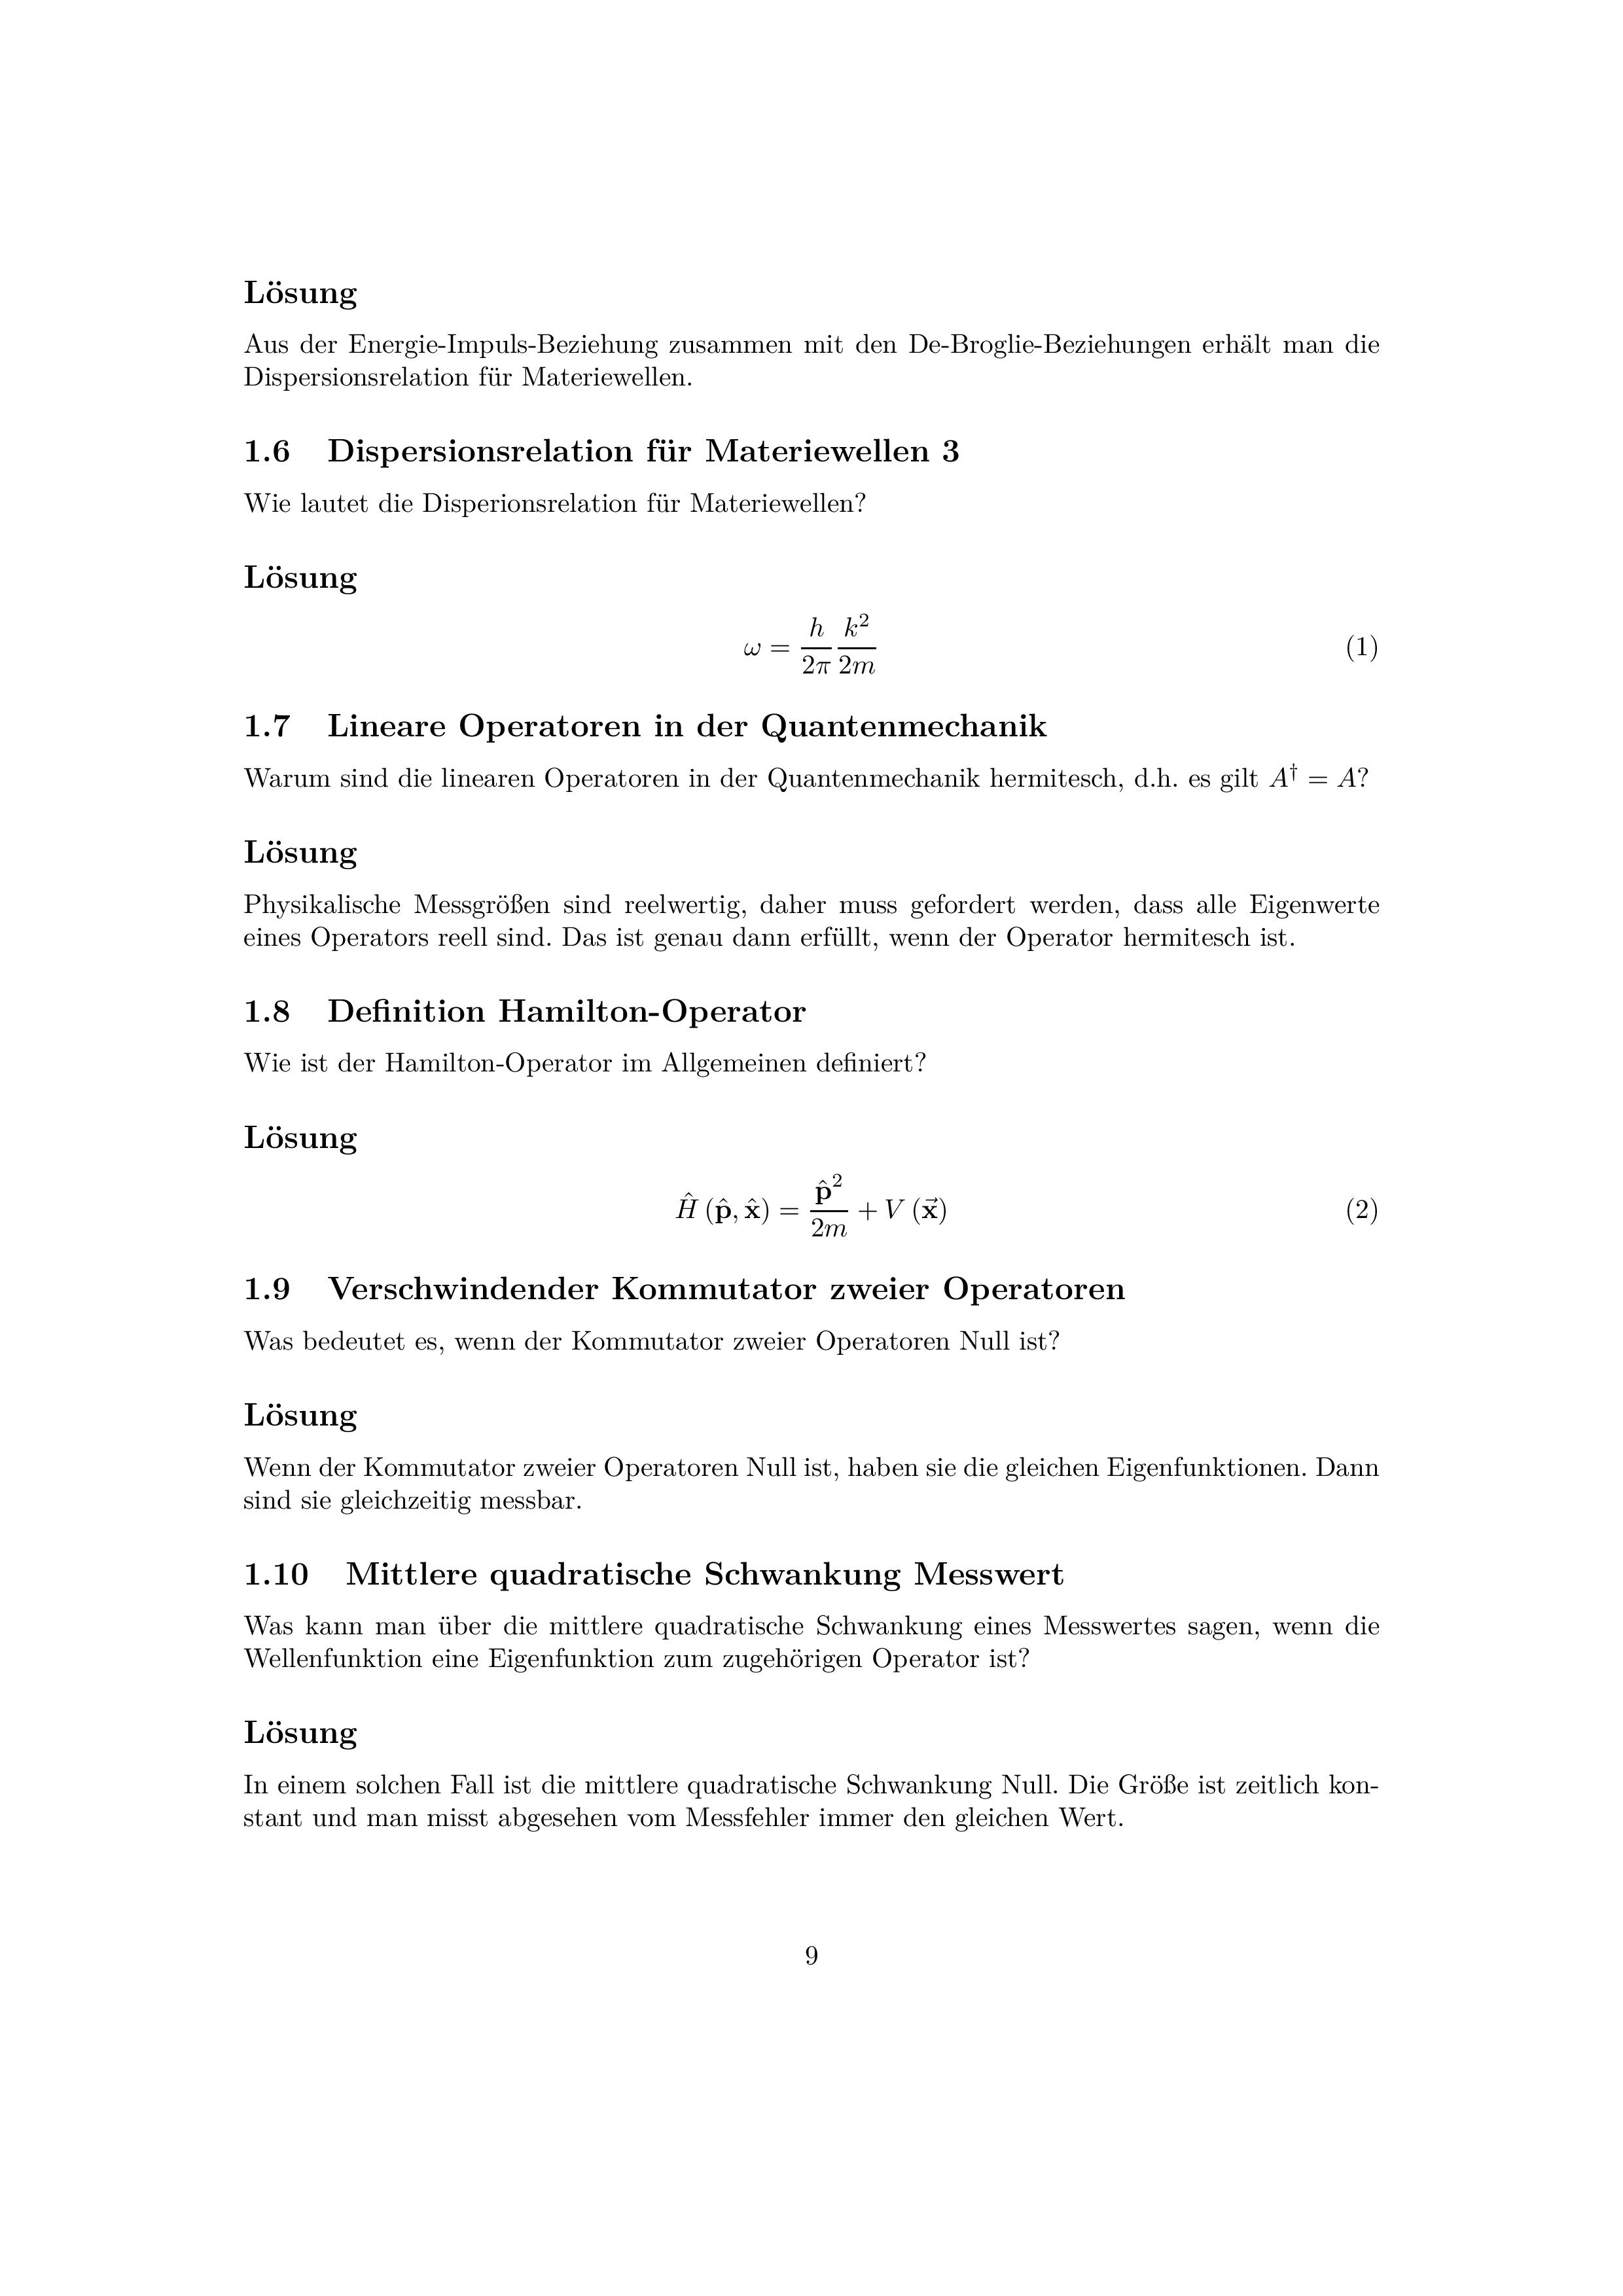 Lösung
Aus der Energie-Impuls-Beziehung zusammen mit den De-Broglie-Beziehungen erhält man die
Dispersionsrelation für Materiewellen.
1.6 Dispersionsrelation für Materiewellen 3
Wie lautet die Disperionsrelation für Materiewellen?
Lösung
$\omega = \frac{h}{2\pi} \frac{k^2}{2m}$ (1)
1.7 Lineare Operatoren in der Quantenmechanik
Warum sind die linearen Operatoren in der Quantenmechanik hermitesch, d.h. es gilt $A^\dagger = A$?
Lösung
Physikalische Messgrößen sind reelwertig, daher muss gefordert werden, dass alle Eigenwerte
eines Operators reell sind. Das ist genau dann erfüllt, wenn der Operator hermitesch ist.
1.8 Definition Hamilton-Operator
Wie ist der Hamilton-Operator im Allgemeinen definiert?
Lösung
$\hat{H}\left(\hat{\mathbf{p}}, \hat{\mathbf{x}}\right) = \frac{\hat{\mathbf{p}}^2}{2m} + V\left(\vec{\mathbf{x}}\right)$ (2)
1.9 Verschwindender Kommutator zweier Operatoren
Was bedeutet es, wenn der Kommutator zweier Operatoren Null ist?
Lösung
Wenn der Kommutator zweier Operatoren Null ist, haben sie die gleichen Eigenfunktionen. Dann
sind sie gleichzeitig messbar.
1.10 Mittlere quadratische Schwankung Messwert
Was kann man über die mittlere quadratische Schwankung eines Messwertes sagen, wenn die
Wellenfunktion eine Eigenfunktion zum zugehörigen Operator ist?
Lösung
In einem solchen Fall ist die mittlere quadratische Schwankung Null. Die Größe ist zeitlich kon-
stant und man misst abgesehen vom Messfehler immer den gleichen Wert.
9